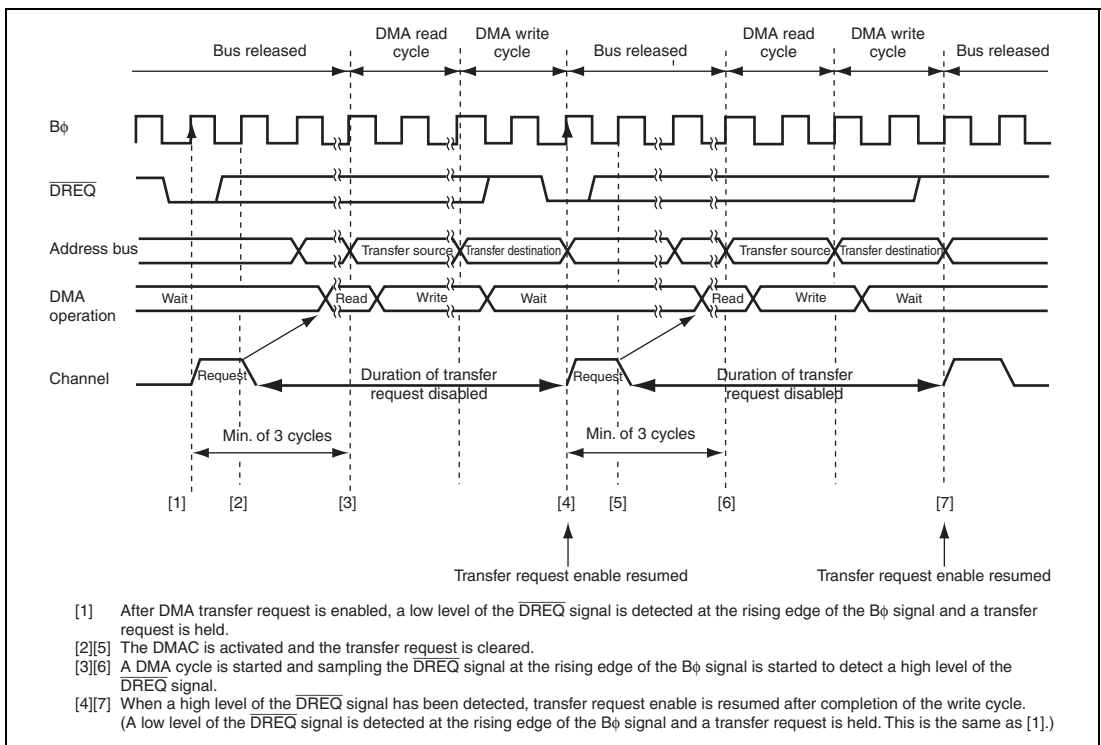 DMA read cycle DMA write cycle DMA read cycle DMA write cycle
Bus released Bus released Bus released
Bφ
DREQ
Address bus Transfer source Transfer destination Transfer source Transfer destination
DMA operation Wait Read Write Wait Read Write Wait
Channel Request Duration of transfer request disabled Request Duration of transfer request disabled
Min. of 3 cycles Min. of 3 cycles
[1] [2] [3] [4] [5] [6] [7]
Transfer request enable resumed Transfer request enable resumed
[1] After DMA transfer request is enabled, a low level of the DREQ signal is detected at the rising edge of the Bφ signal and a transfer
request is held.
[2][5] The DMAC is activated and the transfer request is cleared.
[3][6] A DMA cycle is started and sampling the DREQ signal at the rising edge of the Bφ signal is started to detect a high level of the
DREQ signal.
[4][7] When a high level of the DREQ signal has been detected, transfer request enable is resumed after completion of the write cycle.
(A low level of the DREQ signal is detected at the rising edge of the Bφ signal and a transfer request is held. This is the same as [1].)